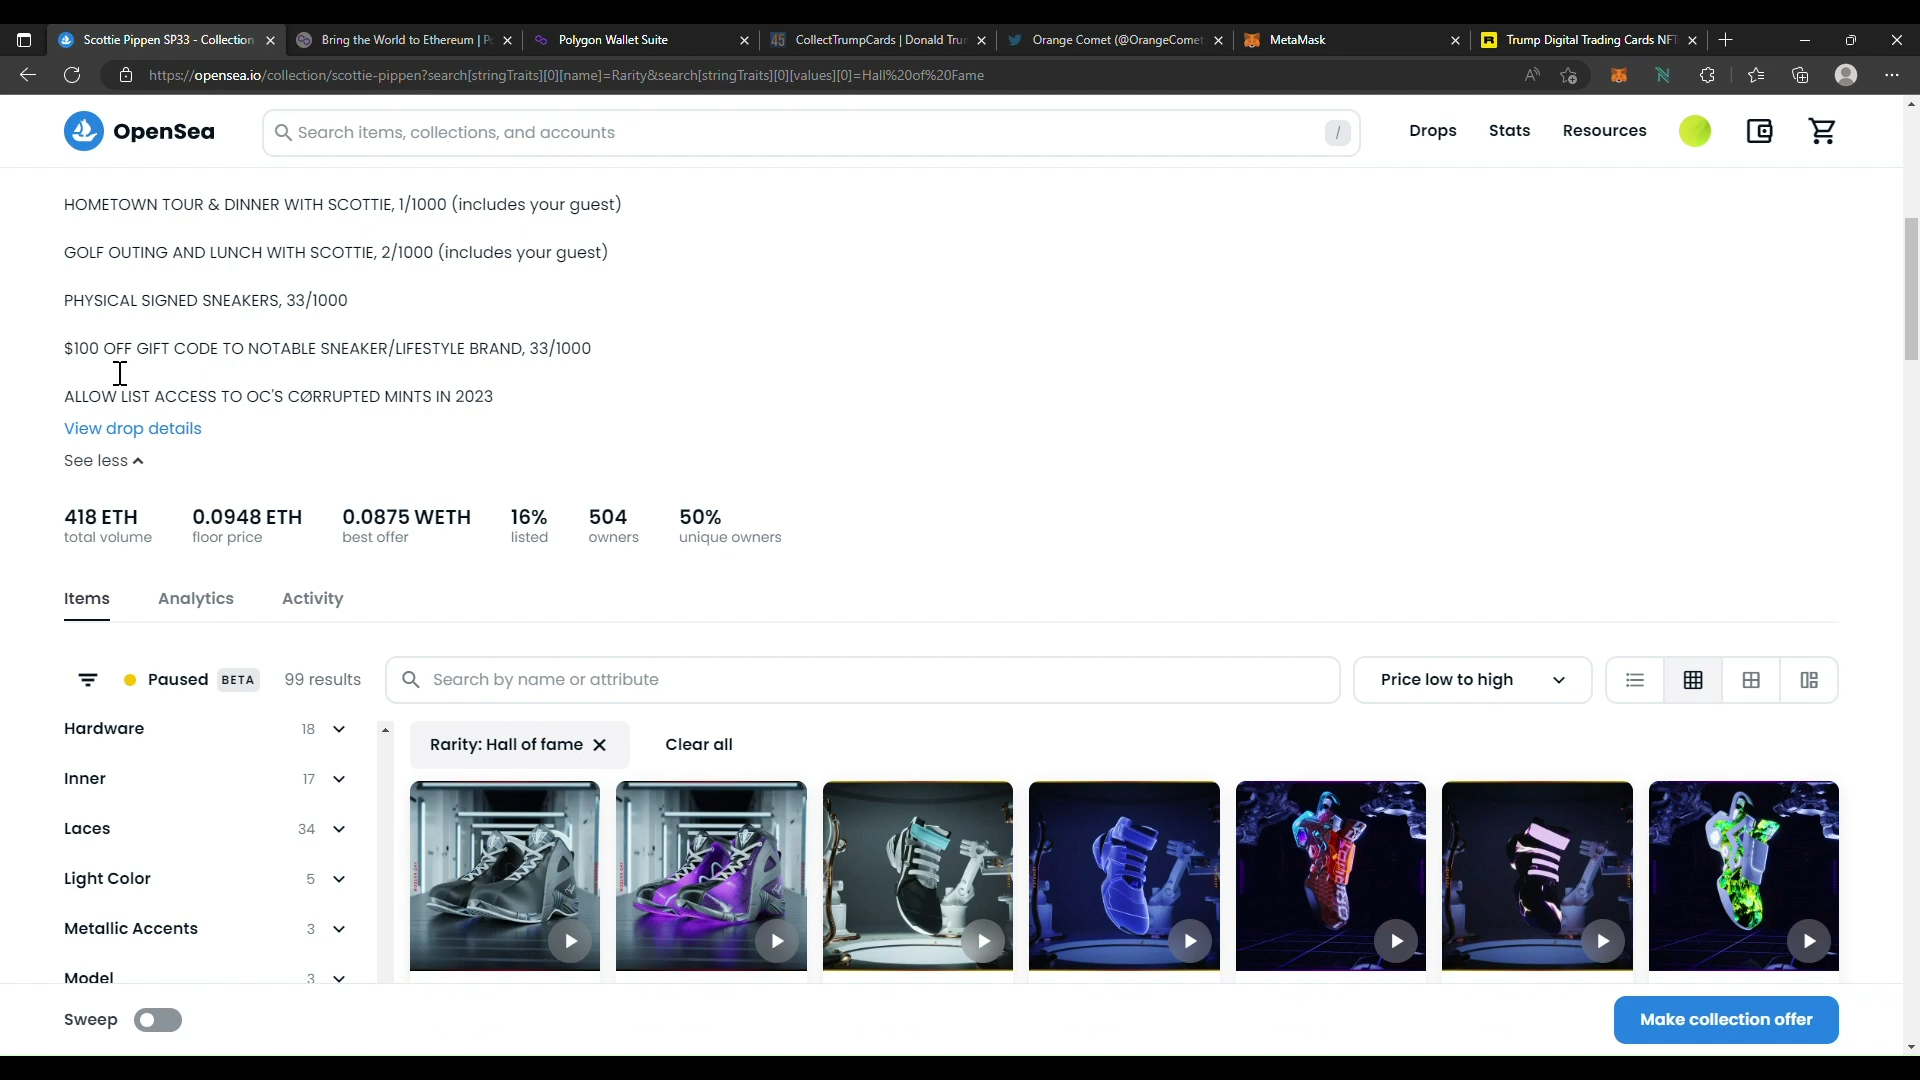 Scottie Pippen SP33 - Collection
Bring the World to Ethereum | P
Polygon Wallet Suite
45
CollectTrumpCards | Donald Trum
Orange Comet (@OrangeComet
MetaMask
R
Trump Digital Trading Cards NFT
https://opensea.io/collection/scottie-pippen?search[stringTraits][0][name]=Rarity&search[stringTraits][0][values][0]=Hall%20of%20Fame
OpenSea
Search items, collections, and accounts
/
Drops
Stats
Resources
HOMETOWN TOUR & DINNER WITH SCOTTIE, 1/1000 (includes your guest)
GOLF OUTING AND LUNCH WITH SCOTTIE, 2/1000 (includes your guest)
PHYSICAL SIGNED SNEAKERS, 33/1000
$100 OFF GIFT CODE TO NOTABLE SNEAKER/LIFESTYLE BRAND, 33/1000
ALLOW LIST ACCESS TO OC'S CØRRUPTED MINTS IN 2023
View drop details
See less
418 ETH 0.0948 ETH 0.0875 WETH 16% 504 50%
total volume floor price best offer listed owners unique owners
Items Analytics Activity
Paused BETA 99 results
Search by name or attribute
Price low to high
Hardware 18
Inner 17
Laces 34
Light Color 5
Metallic Accents 3
Model 3
Rarity: Hall of fame
Clear all
Sweep
Make collection offer